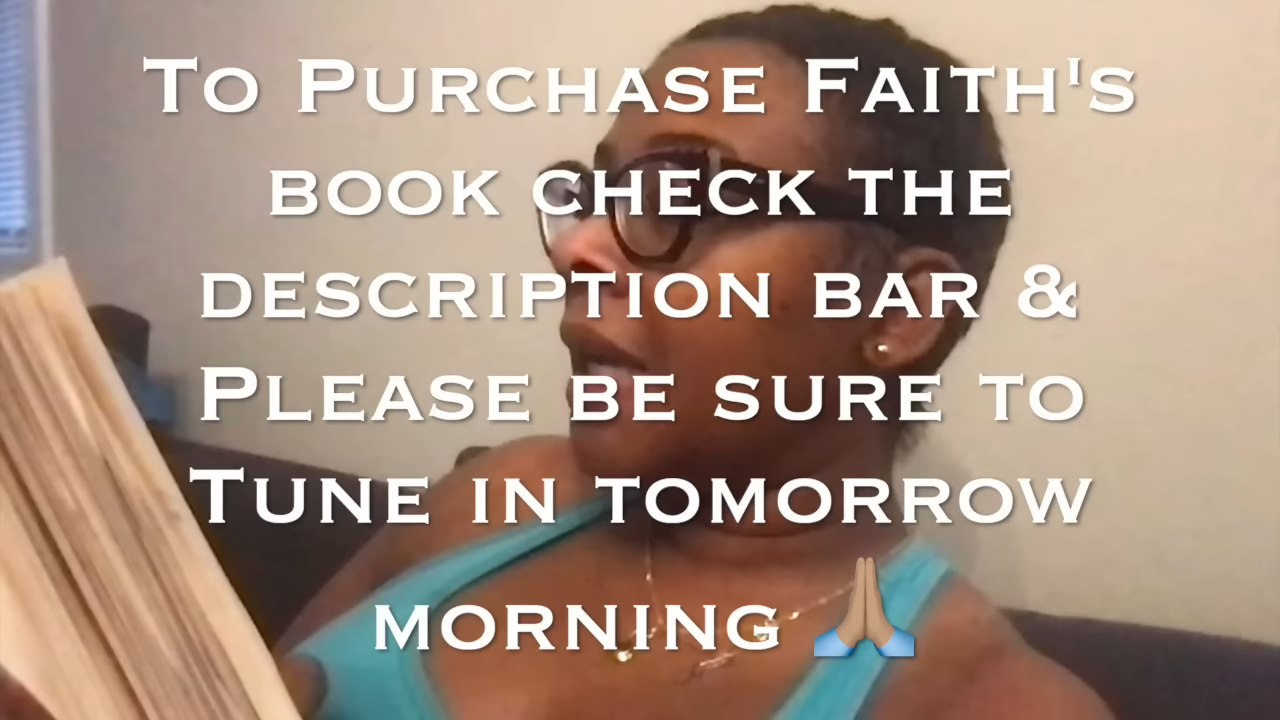 To Purchase Faith's
book check the
description bar &
Please be sure to
Tune in tomorrow
morning 🙏🏽